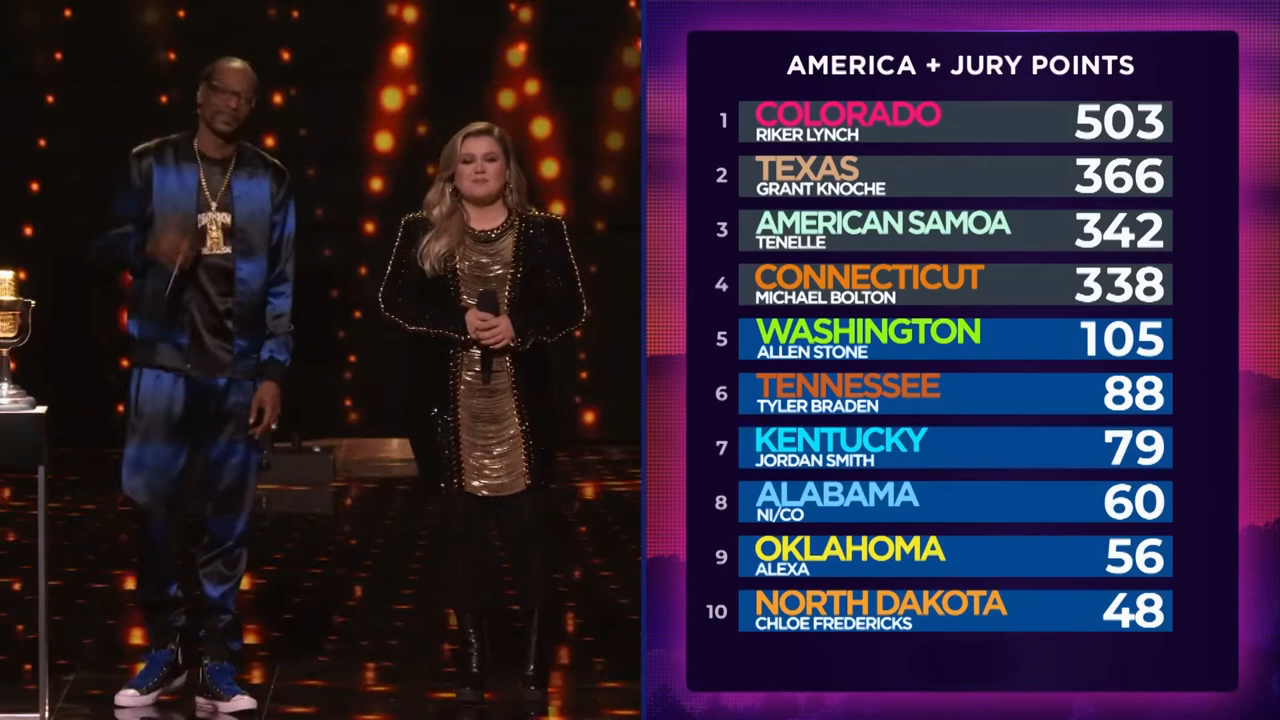 AMERICA + JURY POINTS
1 COLORADO 503
RIKER LYNCH
2 TEXAS 366
GRANT KNOCHE
3 AMERICAN SAMOA 342
TENELLE
4 CONNECTICUT 338
MICHAEL BOLTON
5 WASHINGTON 105
ALLEN STONE
6 TENNESSEE 88
TYLER BRADEN
7 KENTUCKY 79
JORDAN SMITH
8 ALABAMA 60
NI/CO
9 OKLAHOMA 56
ALEXA
10 NORTH DAKOTA 48
CHLOE FREDERICKS